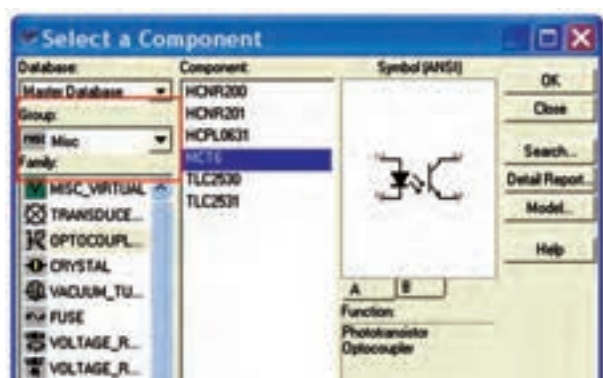 Select a Component
Database:
Master Database
Group:
Misc
Family:
MISC_VIRTUAL
TRANSDUCE...
OPTOCOUPL...
CRYSTAL
VACUUM_TU...
FUSE
VOLTAGE_R...
VOLTAGE_R...
Component:
HCNR200
HCNR201
HCPL0631
MCT6
TLC2530
TLC2531
Symbol (ANSI)
A
B
Function:
Phototransistor
Optocoupler
OK
Close
Search...
Detail Report...
Model...
Help